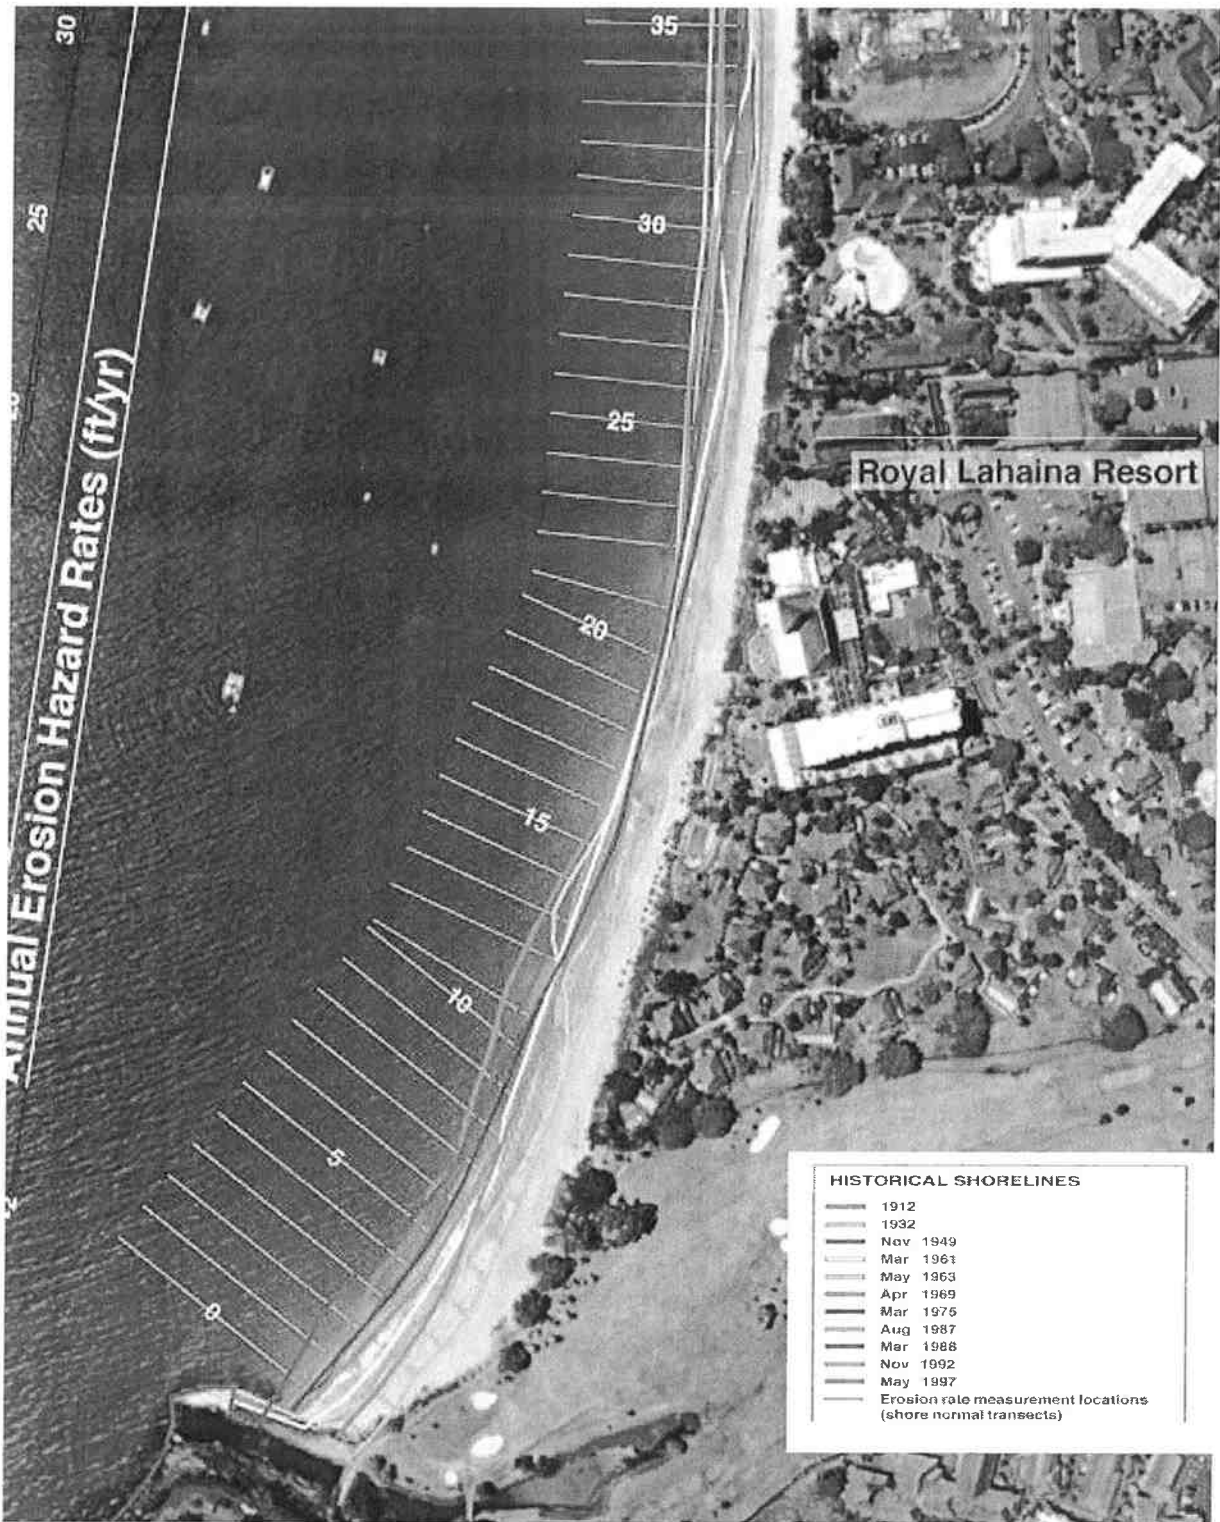 35
30
30
25
25
Annual Erosion Hazard Rates (ft/yr)
Royal Lahaina Resort
20
15
10
5
0
HISTORICAL SHORELINES
1912
1932
Nov 1949
Mar 1961
May 1963
Apr 1969
Mar 1975
Aug 1987
Mar 1988
Nov 1992
May 1997
Erosion rate measurement locations
(shore normal transects)